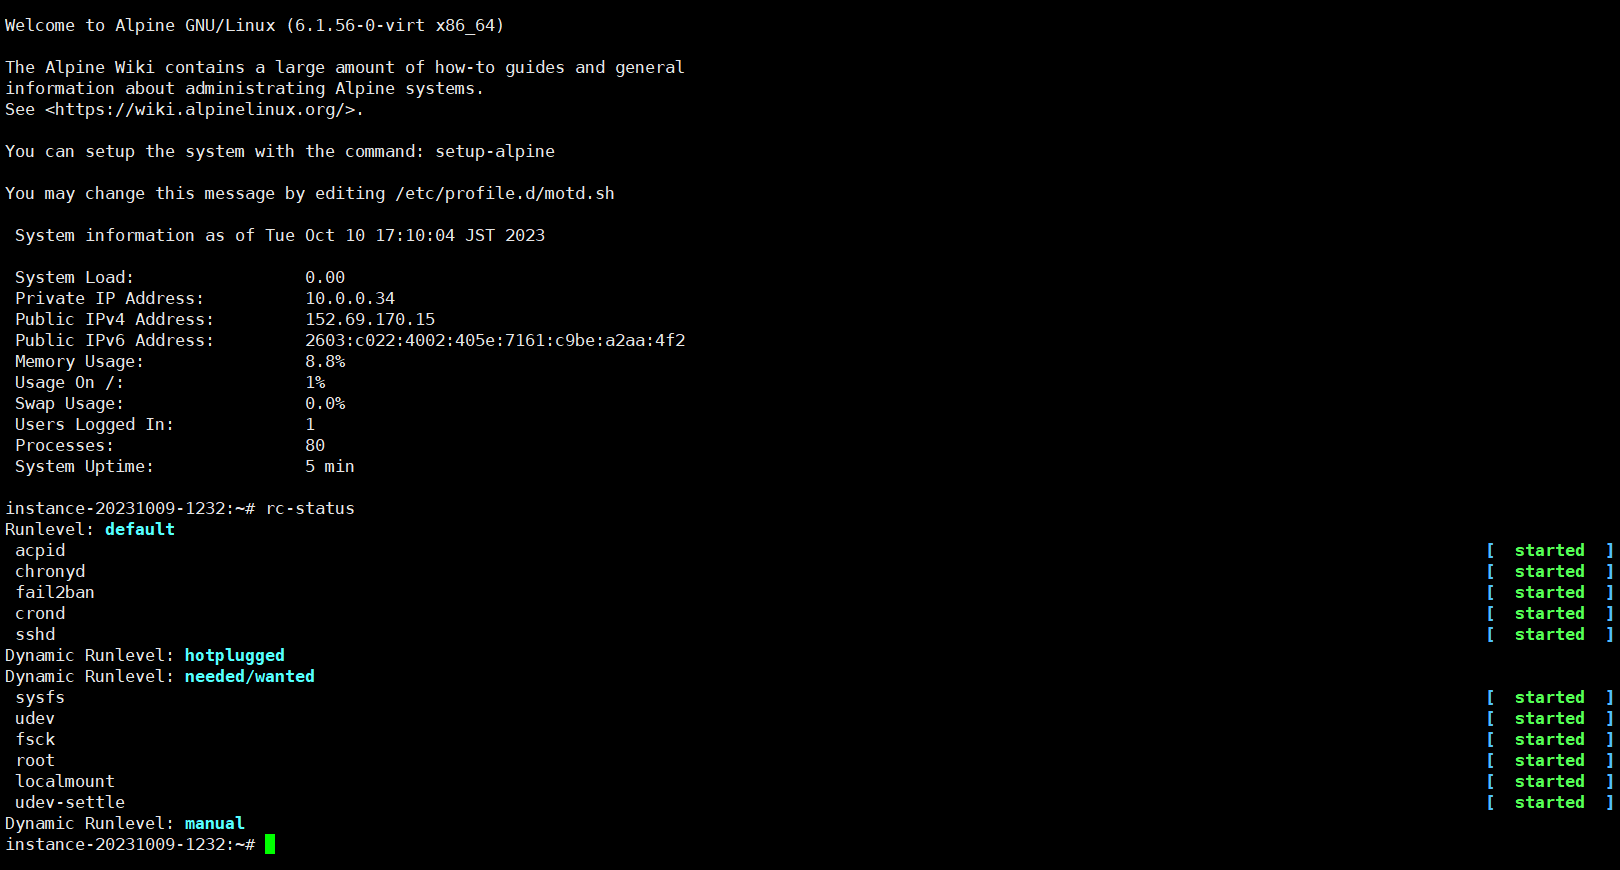 Welcome to Alpine GNU/Linux (6.1.56-0-virt x86_64)
The Alpine Wiki contains a large amount of how-to guides and general
information about administrating Alpine systems.
See <https://wiki.alpinelinux.org/>.
You can setup the system with the command: setup-alpine
You may change this message by editing /etc/profile.d/motd.sh
System information as of Tue Oct 10 17:10:04 JST 2023
System Load: 0.00
Private IP Address: 10.0.0.34
Public IPv4 Address: 152.69.170.15
Public IPv6 Address: 2603:c022:4002:405e:7161:c9be:a2aa:4f2
Memory Usage: 8.8%
Usage On /: 1%
Swap Usage: 0.0%
Users Logged In: 1
Processes: 80
System Uptime: 5 min
instance-20231009-1232:~# rc-status
Runlevel: default
acpid [ started ]
chronyd [ started ]
fail2ban [ started ]
crond [ started ]
sshd [ started ]
Dynamic Runlevel: hotplugged
Dynamic Runlevel: needed/wanted
sysfs [ started ]
udev [ started ]
fsck [ started ]
root [ started ]
localmount [ started ]
udev-settle [ started ]
Dynamic Runlevel: manual
instance-20231009-1232:~#